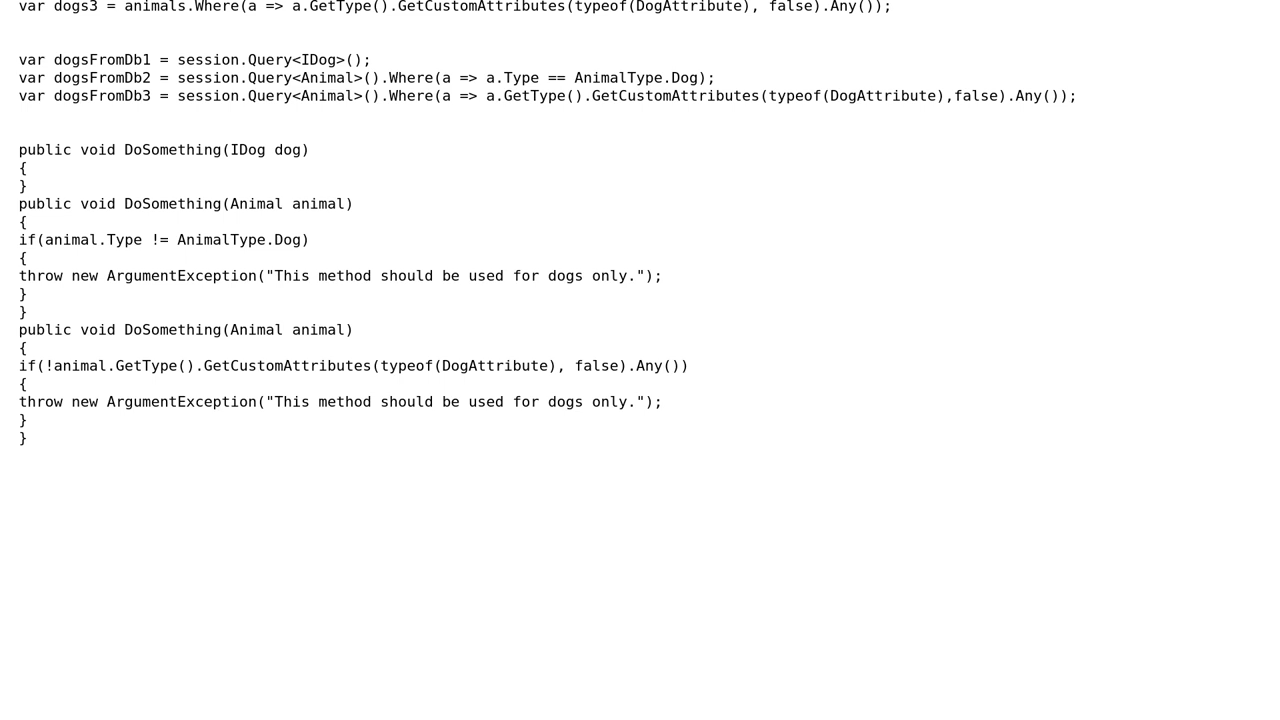 var dogs3 = animals.Where(a => a.GetType().GetCustomAttributes(typeof(DogAttribute), false).Any());
var dogsFromDb1 = session.Query<IDog>();
var dogsFromDb2 = session.Query<Animal>().Where(a => a.Type == AnimalType.Dog);
var dogsFromDb3 = session.Query<Animal>().Where(a => a.GetType().GetCustomAttributes(typeof(DogAttribute),false).Any());
public void DoSomething(IDog dog)
{
}
public void DoSomething(Animal animal)
{
if(animal.Type != AnimalType.Dog)
{
throw new ArgumentException("This method should be used for dogs only.");
}
}
public void DoSomething(Animal animal)
{
if(!animal.GetType().GetCustomAttributes(typeof(DogAttribute), false).Any())
{
throw new ArgumentException("This method should be used for dogs only.");
}
}